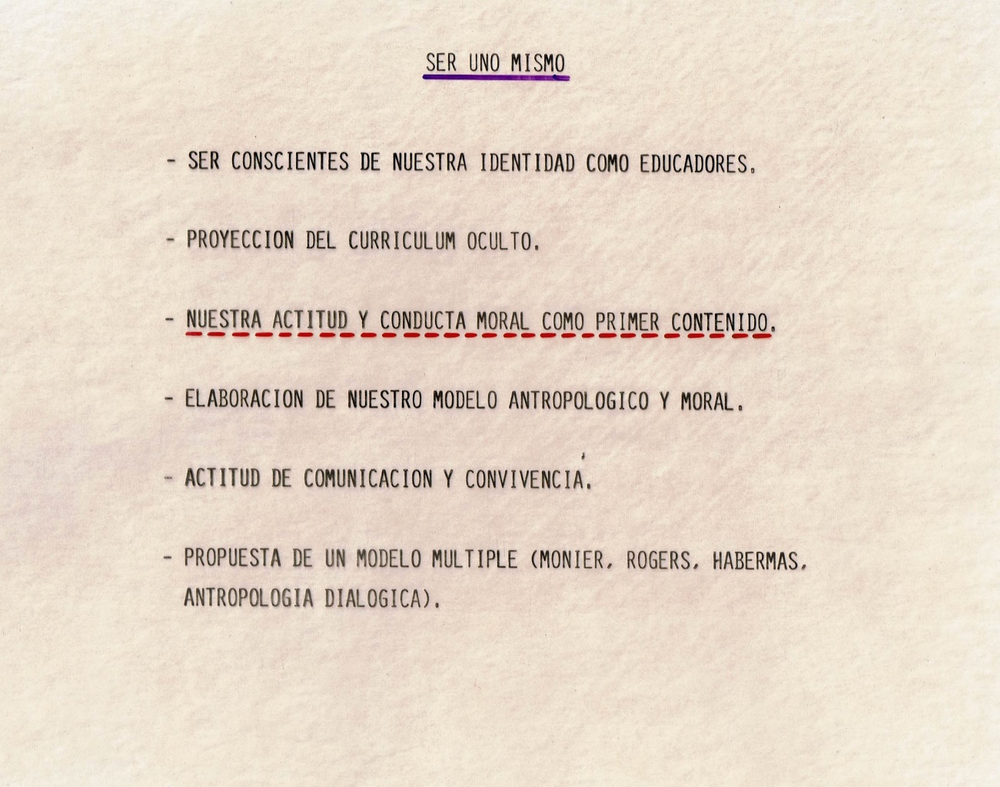 SER UNO MISMO
- SER CONSCIENTES DE NUESTRA IDENTIDAD COMO EDUCADORES.
- PROYECCION DEL CURRICULUM OCULTO.
- NUESTRA ACTITUD Y CONDUCTA MORAL COMO PRIMER CONTENIDO.
- ELABORACION DE NUESTRO MODELO ANTROPOLOGICO Y MORAL.
- ACTITUD DE COMUNICACION Y CONVIVENCIA.
- PROPUESTA DE UN MODELO MULTIPLE (MONIER, ROGERS, HABERMAS,
ANTROPOLOGIA DIALOGICA).